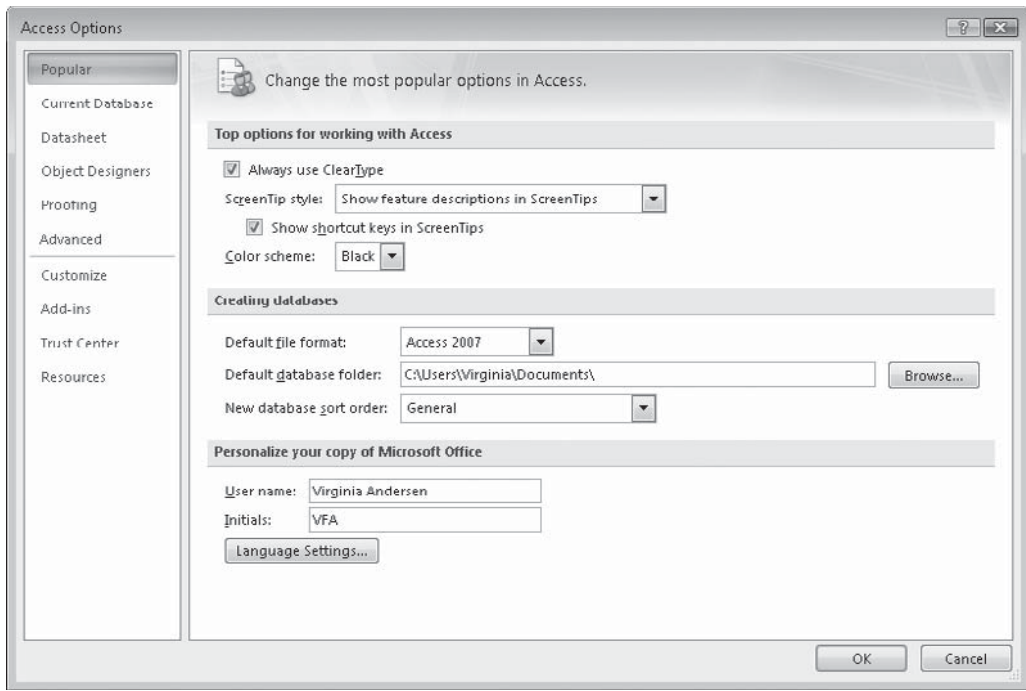 Access Options
Popular
Current Database
Datasheet
Object Designers
Proofing
Advanced
Customize
Add-ins
Trust Center
Resources
Change the most popular options in Access.
Top options for working with Access
Always use ClearType
ScreenTip style: Show feature descriptions in ScreenTips
Show shortcut keys in ScreenTips
Color scheme: Black
Creating databases
Default file format: Access 2007
Default database folder: C:\Users\Virginia\Documents\ Browse...
New database sort order: General
Personalize your copy of Microsoft Office
User name: Virginia Andersen
Initials: VFA
Language Settings...
OK Cancel